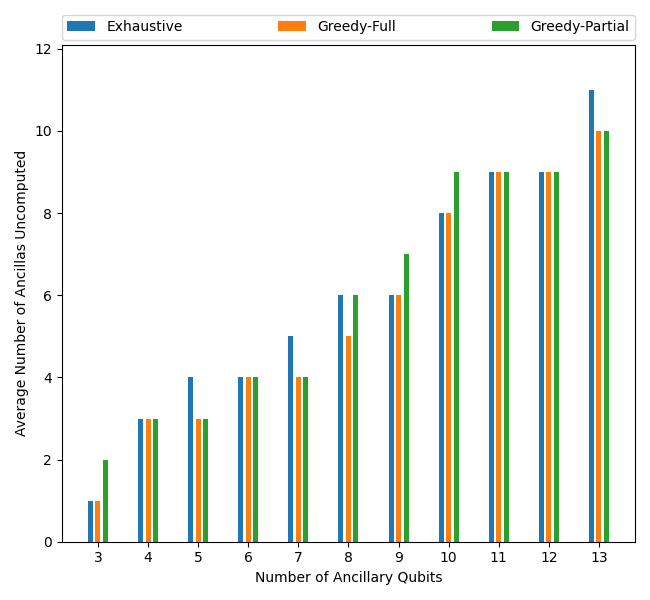 Exhaustive Greedy-Full Greedy-Partial
12
10
8
6
4
2
0
Average Number of Ancillas Uncomputed
3 4 5 6 7 8 9 10 11 12 13
Number of Ancillary Qubits